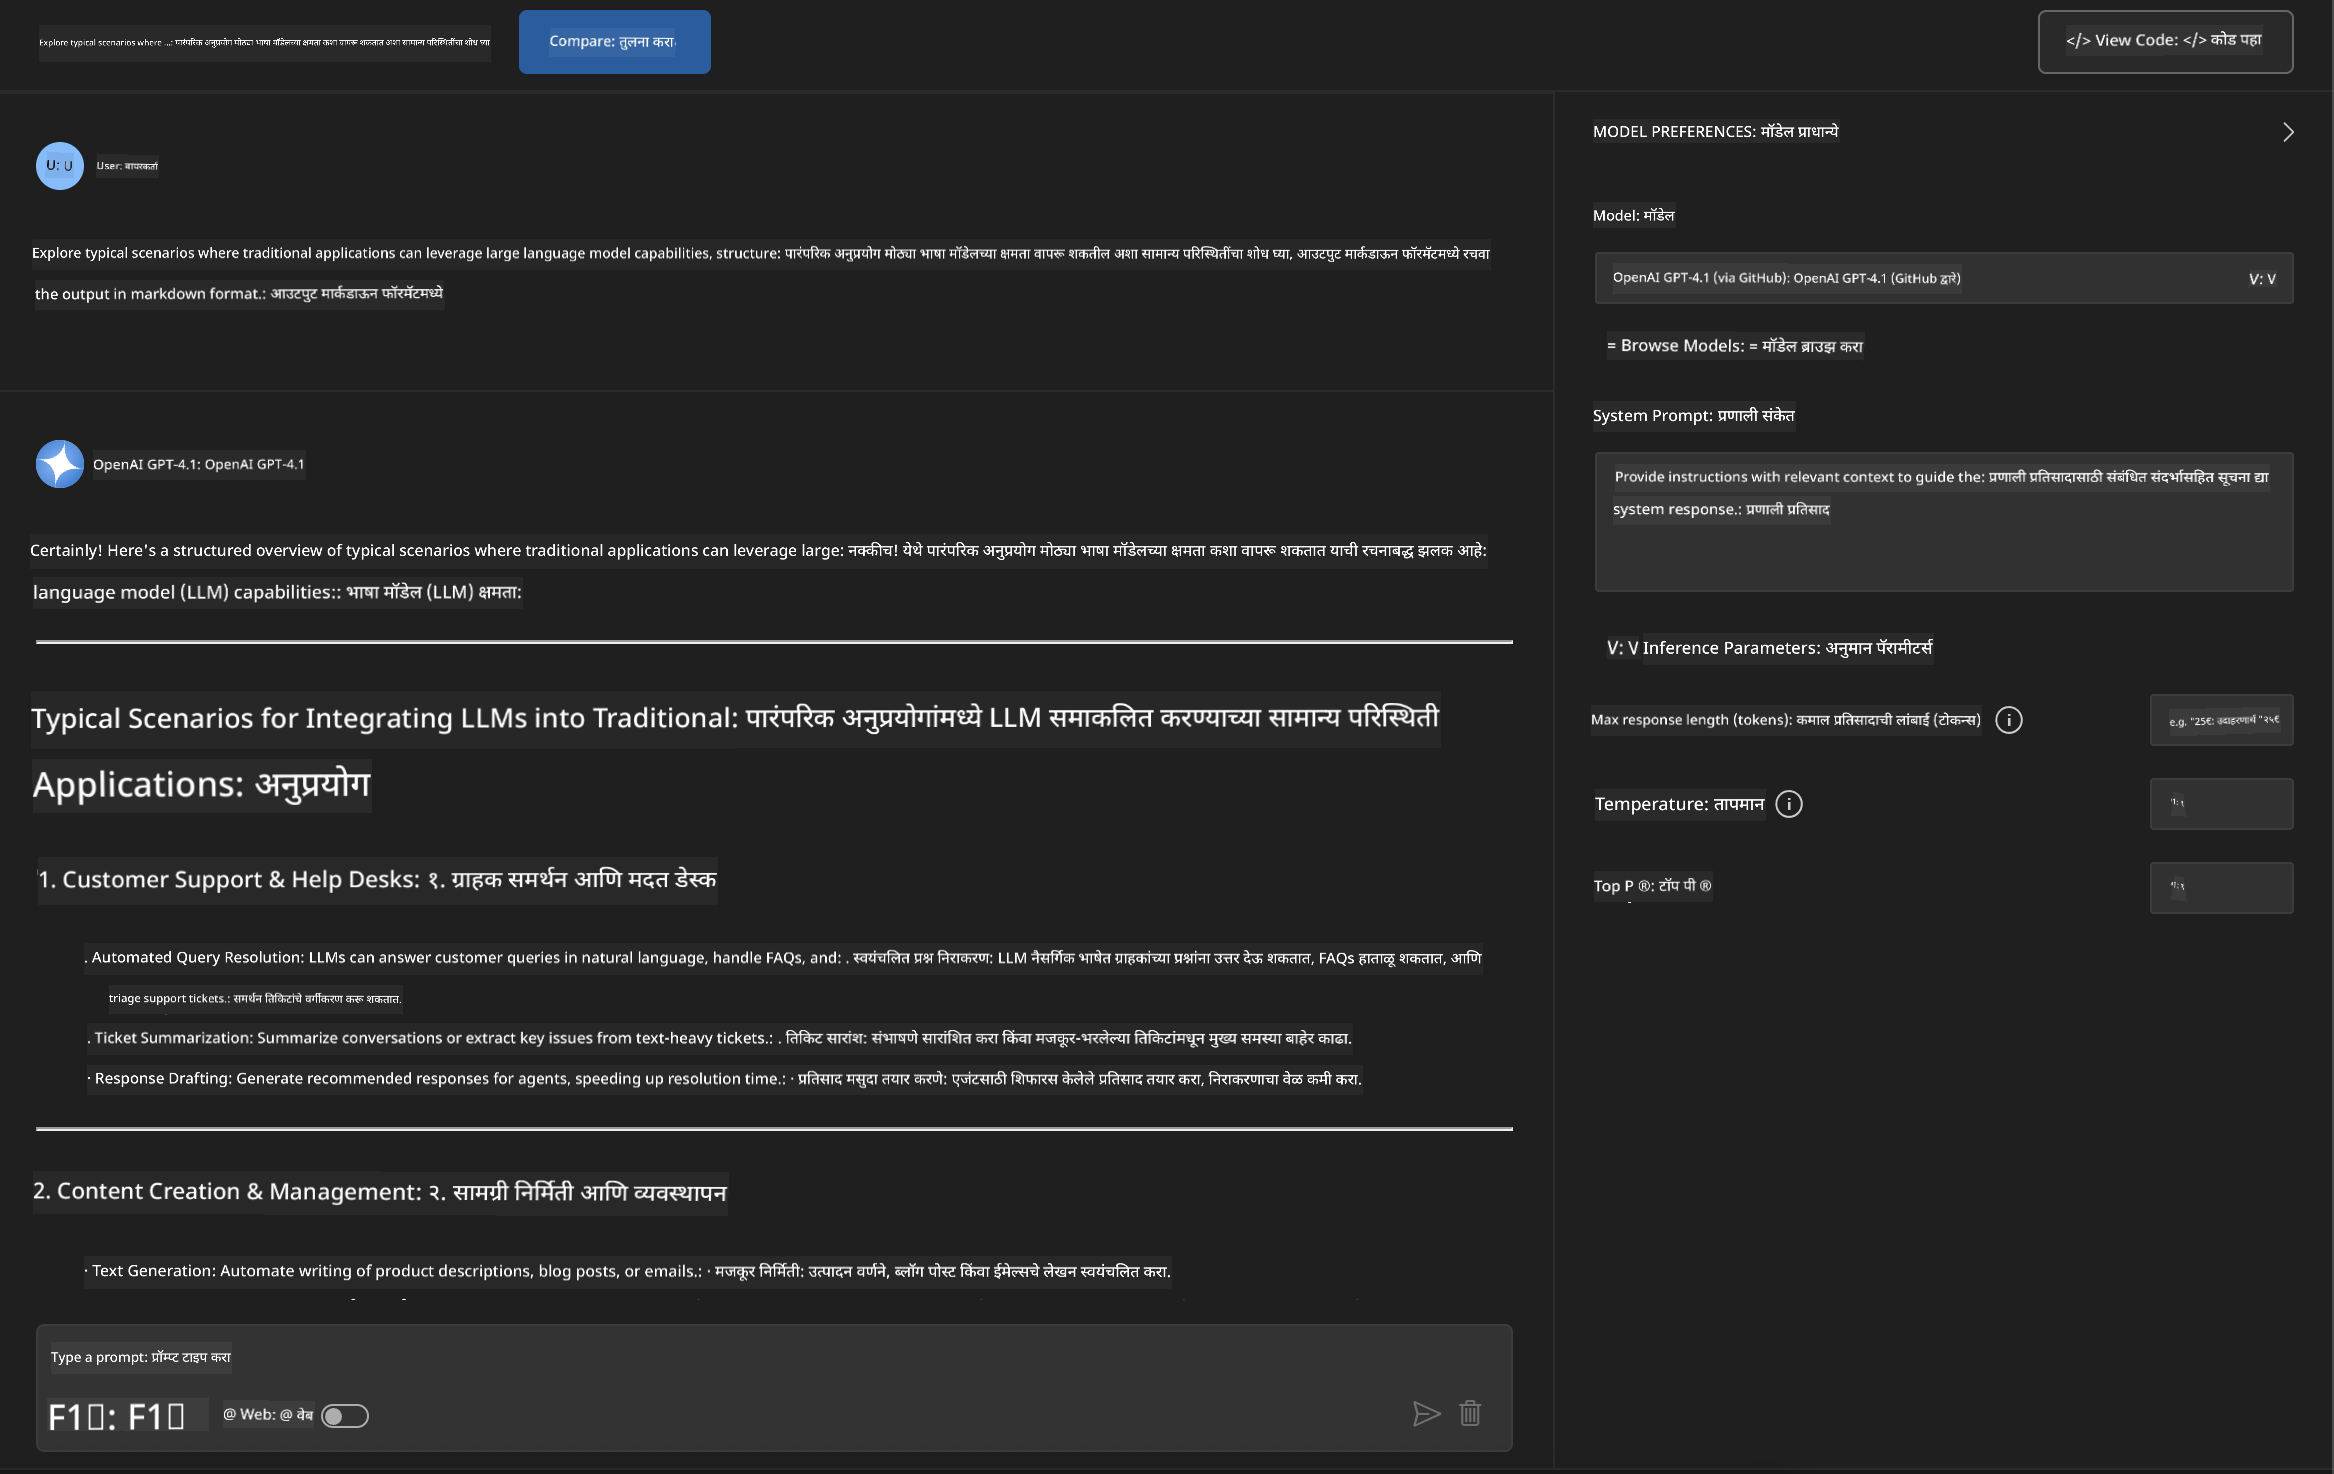 Explore typical scenarios where ...: पारंपरिक अनुप्रयोग मोठ्या भाषा मॉडेलच्या क्षमता कशा वापरू शकतात अशा सामान्य परिस्थितींचा शोध घ्या
Compare: तुलना करा
</> View Code: </> कोड पहा
U: U
User: वापरकर्ता
Explore typical scenarios where traditional applications can leverage large language model capabilities, structure: पारंपरिक अनुप्रयोग मोठ्या भाषा मॉडेलच्या क्षमता वापरू शकतील अशा सामान्य परिस्थितींचा शोध घ्या, आउटपुट मार्कडाऊन फॉरमॅटमध्ये रचवा
the output in markdown format.: आउटपुट मार्कडाऊन फॉरमॅटमध्ये
OpenAI GPT-4.1: OpenAI GPT-4.1
Certainly! Here's a structured overview of typical scenarios where traditional applications can leverage large: नक्कीच! येथे पारंपरिक अनुप्रयोग मोठ्या भाषा मॉडेलच्या क्षमता कशा वापरू शकतात याची रचनाबद्ध झलक आहे:
language model (LLM) capabilities:: भाषा मॉडेल (LLM) क्षमता:
Typical Scenarios for Integrating LLMs into Traditional: पारंपरिक अनुप्रयोगांमध्ये LLM समाकलित करण्याच्या सामान्य परिस्थिती
Applications: अनुप्रयोग
1. Customer Support & Help Desks: १. ग्राहक समर्थन आणि मदत डेस्क
. Automated Query Resolution: LLMs can answer customer queries in natural language, handle FAQs, and: . स्वयंचलित प्रश्न निराकरण: LLM नैसर्गिक भाषेत ग्राहकांच्या प्रश्नांना उत्तर देऊ शकतात, FAQs हाताळू शकतात, आणि
triage support tickets.: समर्थन तिकिटांचे वर्गीकरण करू शकतात.
. Ticket Summarization: Summarize conversations or extract key issues from text-heavy tickets.: . तिकिट सारांश: संभाषणे सारांशित करा किंवा मजकूर-भरलेल्या तिकिटांमधून मुख्य समस्या बाहेर काढा.
· Response Drafting: Generate recommended responses for agents, speeding up resolution time.: · प्रतिसाद मसुदा तयार करणे: एजंटसाठी शिफारस केलेले प्रतिसाद तयार करा, निराकरणाचा वेळ कमी करा.
2. Content Creation & Management: २. सामग्री निर्मिती आणि व्यवस्थापन
· Text Generation: Automate writing of product descriptions, blog posts, or emails.: · मजकूर निर्मिती: उत्पादन वर्णने, ब्लॉग पोस्ट किंवा ईमेल्सचे लेखन स्वयंचलित करा.
Type a prompt: प्रॉम्प्ट टाइप करा
F1▯: F1▯
@ Web: @ वेब
MODEL PREFERENCES: मॉडेल प्राधान्ये
Model: मॉडेल
OpenAI GPT-4.1 (via GitHub): OpenAI GPT-4.1 (GitHub द्वारे)
V: V
= Browse Models: = मॉडेल ब्राउझ करा
System Prompt: प्रणाली संकेत
Provide instructions with relevant context to guide the: प्रणाली प्रतिसादासाठी संबंधित संदर्भासहित सूचना द्या
system response.: प्रणाली प्रतिसाद
V: V Inference Parameters: अनुमान पॅरामीटर्स
Max response length (tokens): कमाल प्रतिसादाची लांबाई (टोकन्स)
e.g. "25€: उदाहरणार्थ "२५€
Temperature: तापमान
Top P ®: टॉप पी ®